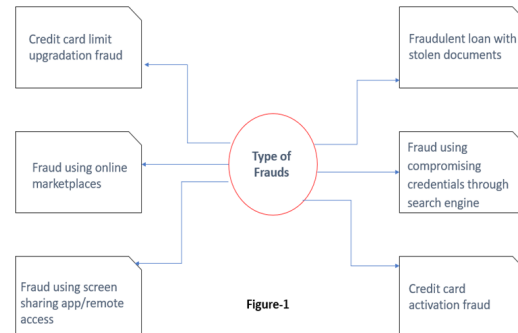 Credit card limit
upgradation fraud
Fraudulent loan with
stolen documents
Type of
Frauds
Fraud using online
marketplaces
Fraud using
compromising
credentials through
search engine
Fraud using screen
sharing app/remote
access
Figure-1
Credit card
activation fraud